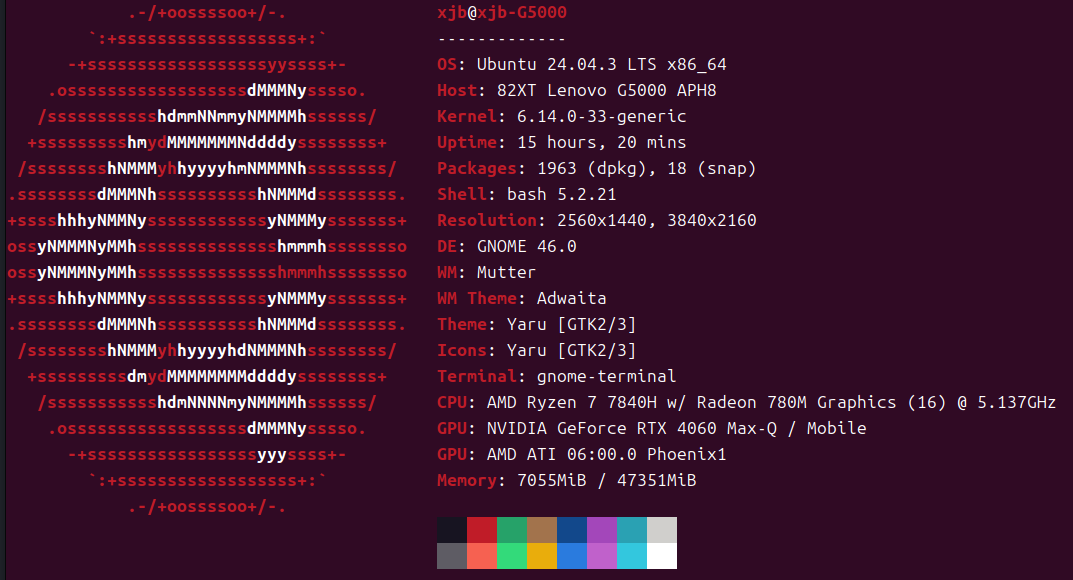 .-/+oossssoo+/-. xjb@xjb-G5000
`:+ssssssssssssssssss+:` -------------
-+ssssssssssssssssssyyssss+- OS: Ubuntu 24.04.3 LTS x86_64
.ossssssssssssssssssdMMMNysssso. Host: 82XT Lenovo G5000 APH8
/ssssssssssshdmmNNmmyNMMMMhssssss/ Kernel: 6.14.0-33-generic
+ssssssssshmydMMMMMMMNddddyssssssss+ Uptime: 15 hours, 20 mins
/sssssssshNMMMyhhyyyyhmNMMMNhssssssss/ Packages: 1963 (dpkg), 18 (snap)
.ssssssssdMMMNhsssssssssshNMMMdssssssss. Shell: bash 5.2.21
+sssshhhyNMMNyssssssssssssyNMMMysssssss+ Resolution: 2560x1440, 3840x2160
ossyNMMMNyMMhsssssssssssssshmmmhssssssso DE: GNOME 46.0
ossyNMMMNyMMhsssssssssssssshmmmhssssssso WM: Mutter
+sssshhhyNMMNyssssssssssssyNMMMysssssss+ WM Theme: Adwaita
.ssssssssdMMMNhsssssssssshNMMMdssssssss. Theme: Yaru [GTK2/3]
/sssssssshNMMMyhhyyyyhdNMMMNhssssssss/ Icons: Yaru [GTK2/3]
+sssssssssdmydMMMMMMMMddddyssssssss+ Terminal: gnome-terminal
/ssssssssssshdmNNNNmyNMMMMhssssss/ CPU: AMD Ryzen 7 7840H w/ Radeon 780M Graphics (16) @ 5.137GHz
.ossssssssssssssssssdMMMNysssso. GPU: NVIDIA GeForce RTX 4060 Max-Q / Mobile
-+sssssssssssssssssyyyssss+- GPU: AMD ATI 06:00.0 Phoenix1
`:+ssssssssssssssssss+:` Memory: 7055MiB / 47351MiB
.-/+oossssoo+/-.